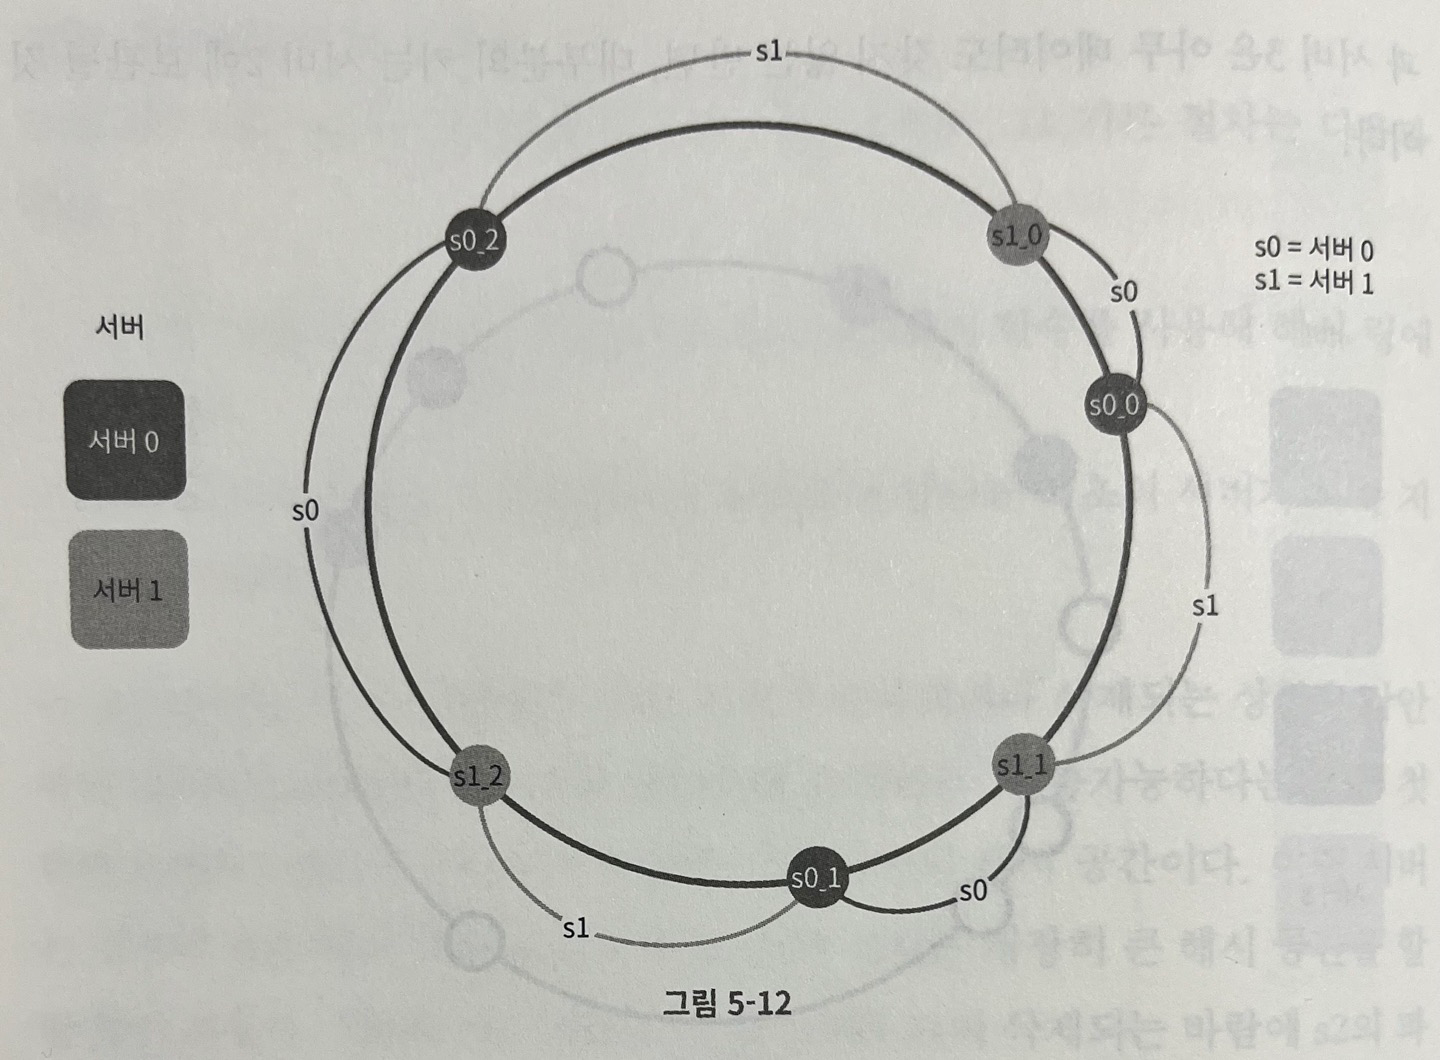 s1
s0_2
s1_0
s0 = 서버 0
s1 = 서버 1
s0
서버
s0_0
서버 0
s0
서버 1
s1
s1_2
s1_1
s0_1
s0
s1
그림 5-12